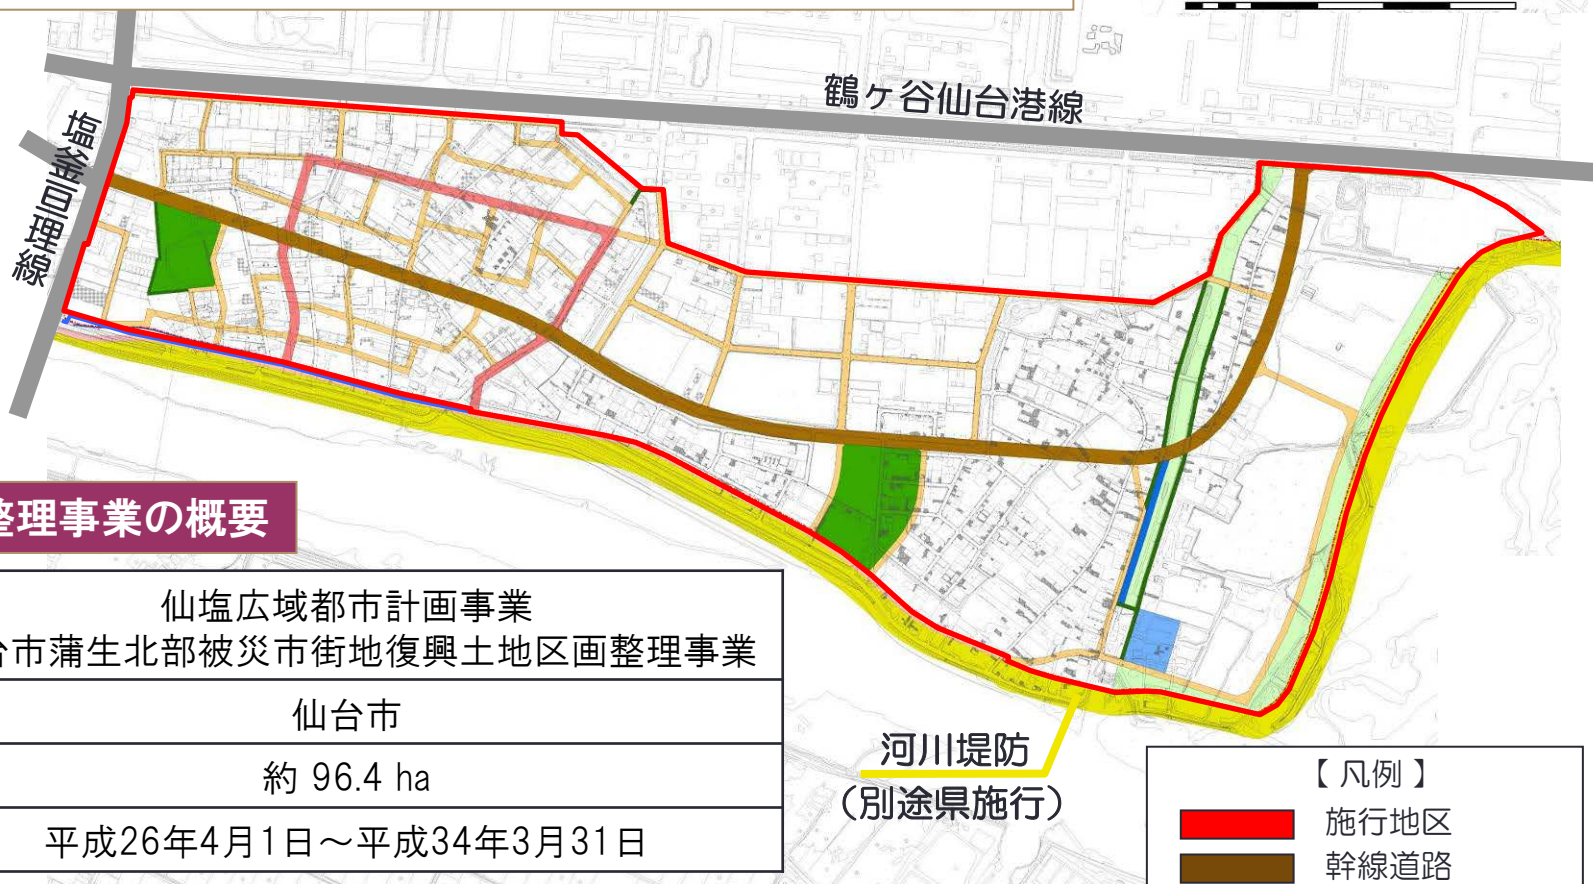 鶴ヶ谷仙台港線
塩釜亘理線
整理事業の概要
仙塩広域都市計画事業
台市蒲生北部被災市街地復興土地区画整理事業
仙台市
約 96.4 ha
平成26年4月1日～平成34年3月31日
河川堤防
（別途県施行）
【 凡例 】
施行地区
幹線道路